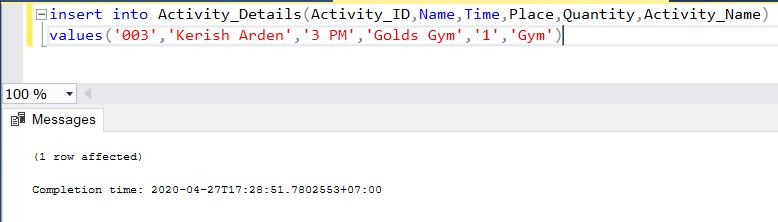 insert into Activity_Details(Activity_ID,Name,Time,Place,Quantity,Activity_Name)
values('003','Kerish Arden','3 PM','Golds Gym','1','Gym')
100 %
Messages
(1 row affected)
Completion time: 2020-04-27T17:28:51.7802553+07:00